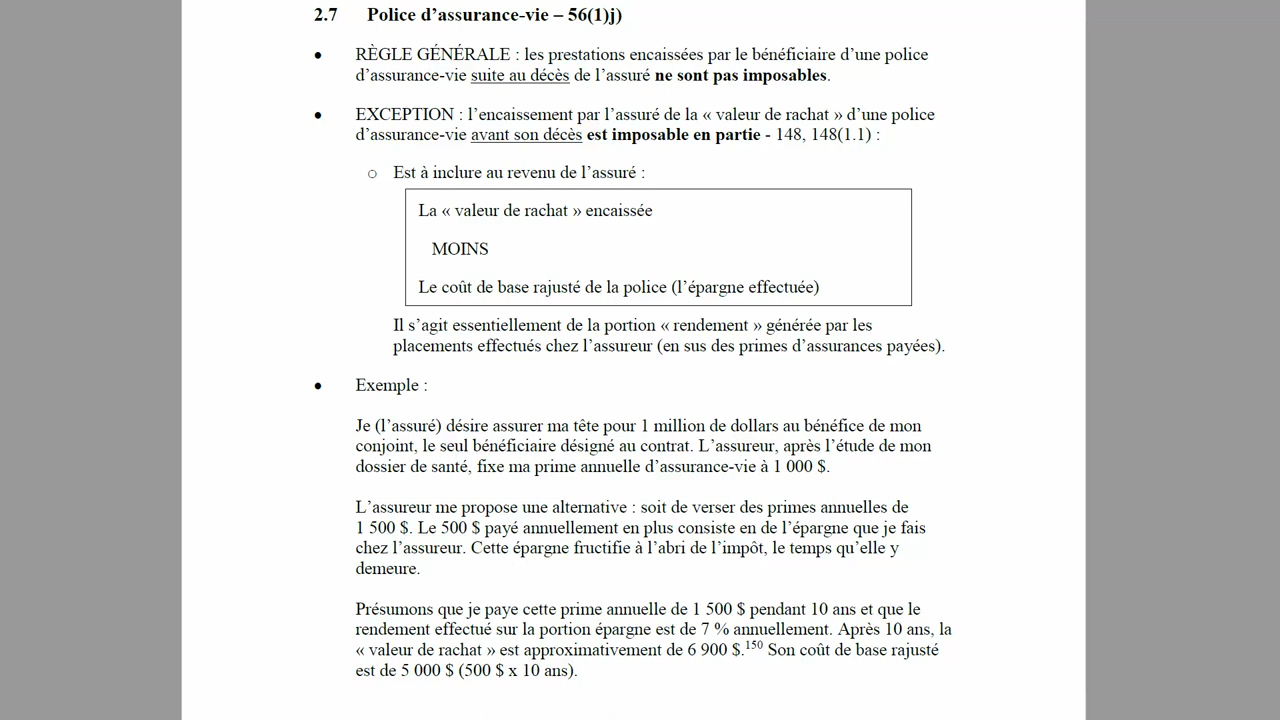 2.7 Police d’assurance-vie – 56(1)j)
• RÈGLE GÉNÉRALE : les prestations encaissées par le bénéficiaire d’une police
d’assurance-vie suite au décès de l’assuré ne sont pas imposables.
• EXCEPTION : l’encaissement par l’assuré de la « valeur de rachat » d’une police
d’assurance-vie avant son décès est imposable en partie - 148, 148(1.1) :
○ Est à inclure au revenu de l’assuré :
La « valeur de rachat » encaissée
MOINS
Le coût de base rajusté de la police (l’épargne effectuée)
Il s’agit essentiellement de la portion « rendement » générée par les
placements effectués chez l’assureur (en sus des primes d’assurances payées).
• Exemple :
Je (l’assuré) désire assurer ma tête pour 1 million de dollars au bénéfice de mon
conjoint, le seul bénéficiaire désigné au contrat. L’assureur, après l’étude de mon
dossier de santé, fixe ma prime annuelle d’assurance-vie à 1 000 $.
L’assureur me propose une alternative : soit de verser des primes annuelles de
1 500 $. Le 500 $ payé annuellement en plus consiste en de l’épargne que je fais
chez l’assureur. Cette épargne fructifie à l’abri de l’impôt, le temps qu’elle y
demeure.
Présumons que je paye cette prime annuelle de 1 500 $ pendant 10 ans et que le
rendement effectué sur la portion épargne est de 7 % annuellement. Après 10 ans, la
« valeur de rachat » est approximativement de 6 900 $.150 Son coût de base rajusté
est de 5 000 $ (500 $ x 10 ans).